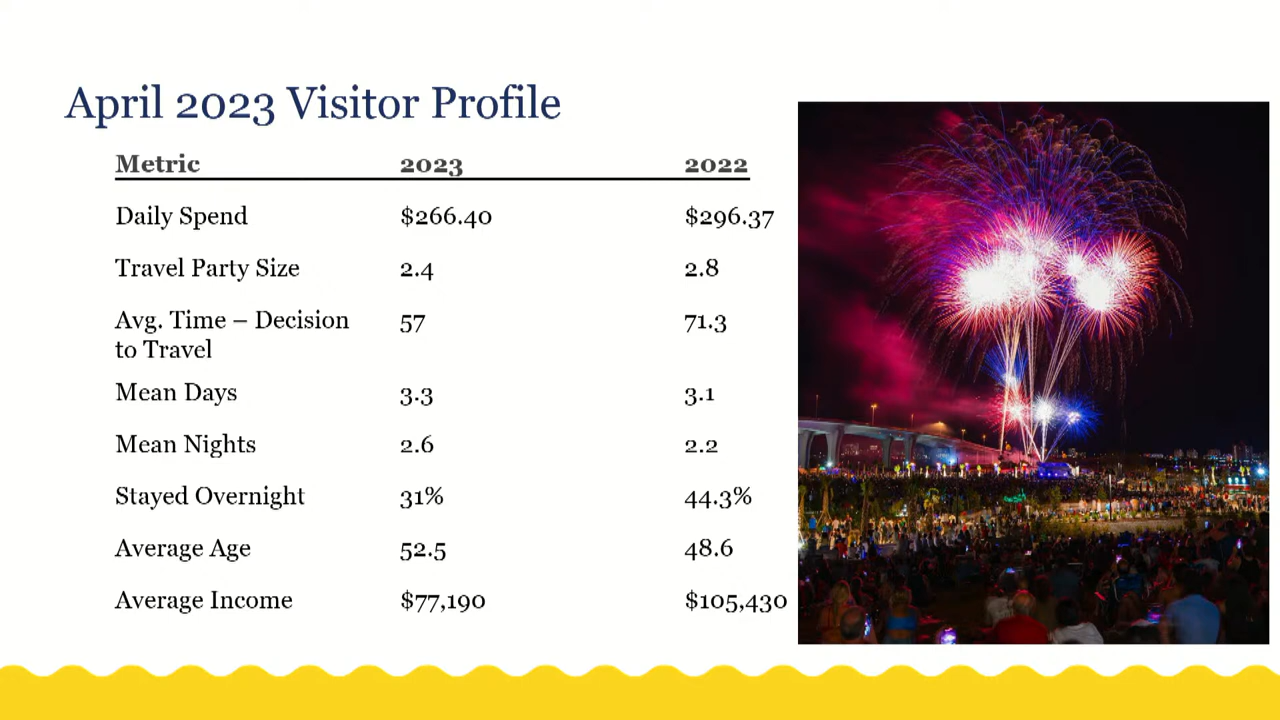 April 2023 Visitor Profile
Metric 2023 2022
Daily Spend $266.40 $296.37
Travel Party Size 2.4 2.8
Avg. Time – Decision 57 71.3
to Travel
Mean Days 3.3 3.1
Mean Nights 2.6 2.2
Stayed Overnight 31% 44.3%
Average Age 52.5 48.6
Average Income $77,190 $105,430